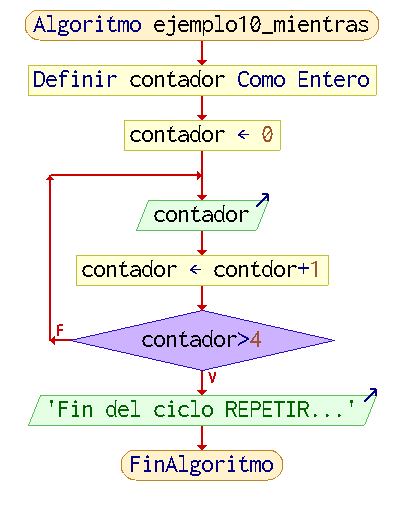 Algoritmo ejemplo10_mientras
Definir contador Como Entero
contador ← 0
contador
contador ← contdor+1
contador>4
F
V
'Fin del ciclo REPETIR...'
FinAlgoritmo